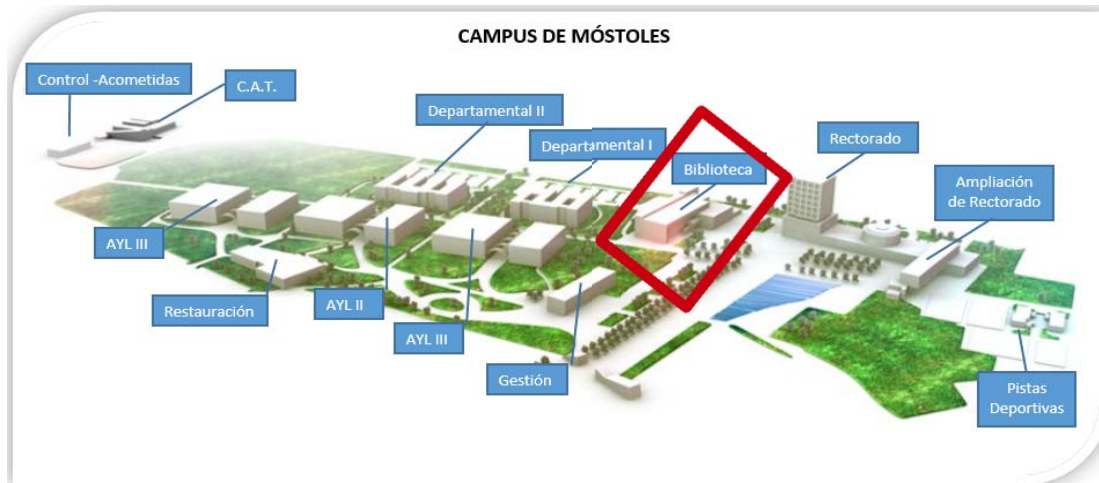 CAMPUS DE MÓSTOLES
Control -Acometidas
C.A.T.
Departamental II
Departamental I
Biblioteca
Rectorado
Ampliación
de Rectorado
AYL III
Restauración
AYL II
AYL III
Gestión
Pistas
Deportivas